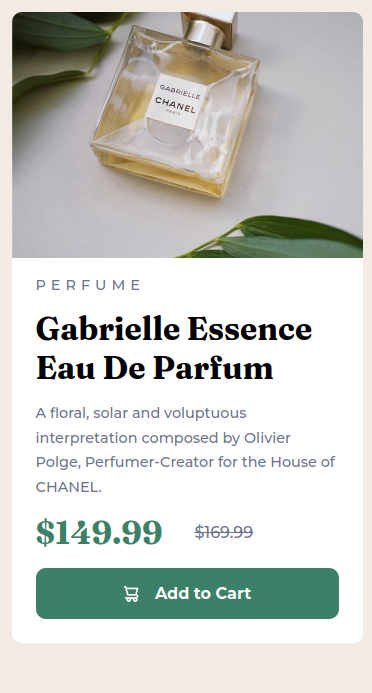 GABRIELLE
CHANEL
PARIS
PERFUME
Gabrielle Essence
Eau De Parfum
A floral, solar and voluptuous
interpretation composed by Olivier
Polge, Perfumer-Creator for the House of
CHANEL.
$149.99 $169.99
Add to Cart